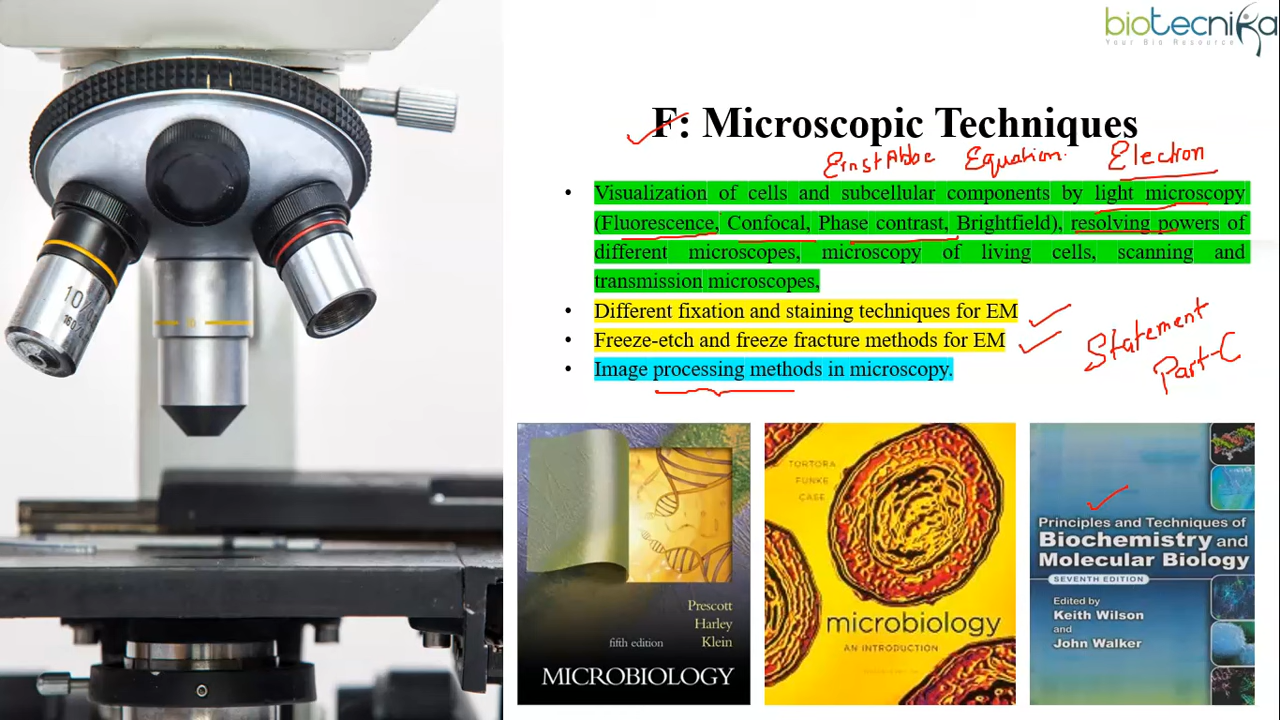 biotecnika
Your Bio Resource
F: Microscopic Techniques
Ernst Abbe Equation. Electron
• Visualization of cells and subcellular components by light microscopy
(Fluorescence, Confocal, Phase contrast, Brightfield), resolving powers of
different microscopes, microscopy of living cells, scanning and
transmission microscopes,
• Different fixation and staining techniques for EM
• Freeze-etch and freeze fracture methods for EM
• Image processing methods in microscopy.
Statement
Part-C
10/0.
160/
Prescott
Harley
Klein
fifth edition
MICROBIOLOGY
TORTORA
FUNKE
CASE
microbiology
AN INTRODUCTION
Principles and Techniques of
Biochemistry and
Molecular Biology
SEVENTH EDITION
Edited by
Keith Wilson
and
John Walker